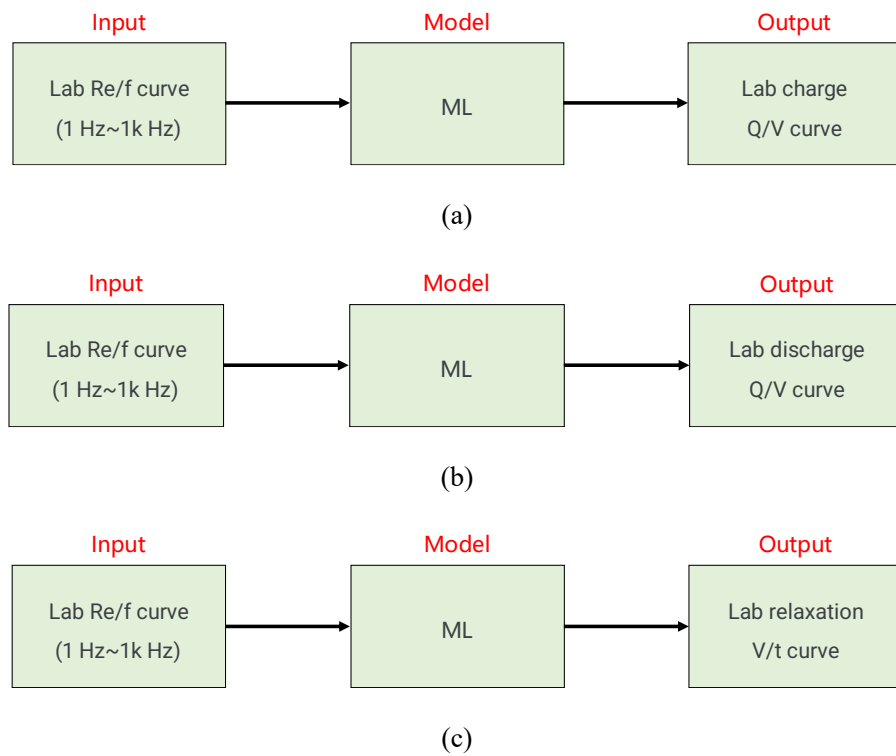 Input
Model
Output
Lab Re/f curve
(1 Hz~1k Hz)
ML
Lab charge
Q/V curve
(a)
Input
Model
Output
Lab Re/f curve
(1 Hz~1k Hz)
ML
Lab discharge
Q/V curve
(b)
Input
Model
Output
Lab Re/f curve
(1 Hz~1k Hz)
ML
Lab relaxation
V/t curve
(c)